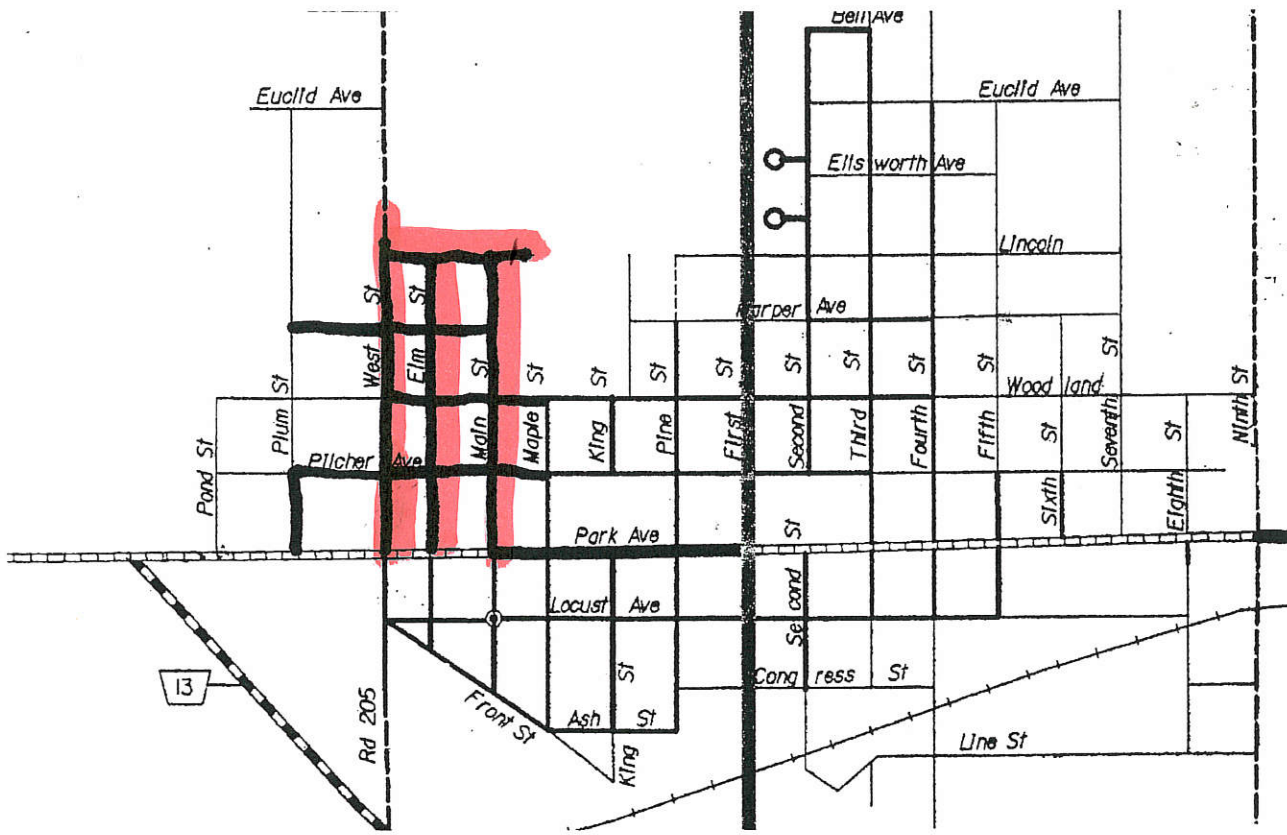 Bell Ave
Euclid Ave
Euclid Ave
Ellsworth Ave
Lincoln
Harper Ave
West St
Elm St
Main St
Maple St
King St
Pine St
First St
Second St
Third St
Fourth St
Fifth St
Woodland
Sixth St
Seventh St
Eighth St
Ninth St
Plum St
Pond St
Pilcher Ave
Park Ave
Second St
Locust Ave
13
Rd 205
Front St
Ash St
King St
Congress St
Line St